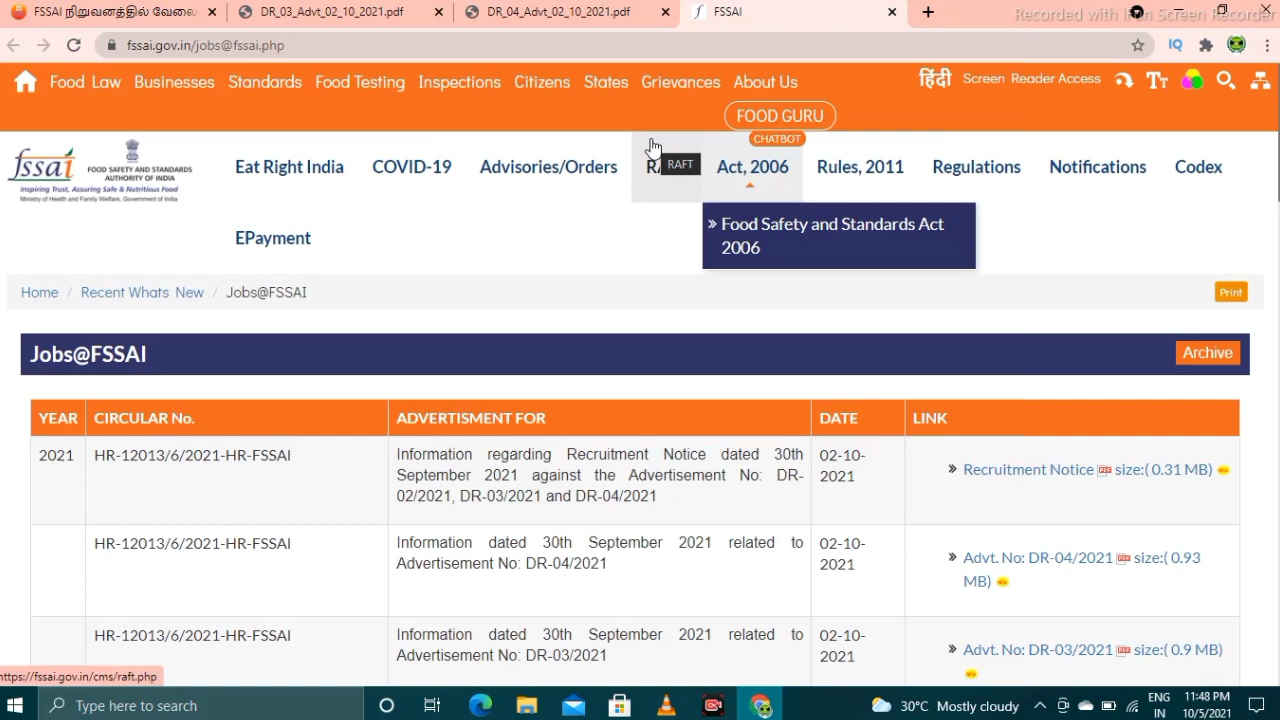 FSSAI நிறுவனத்தில் வேலை
DR_03_Advt_02_10_2021.pdf
DR_04_Advt_02_10_2021.pdf
FSSAI
Recorded with iFun Screen Recorder
fssai.gov.in/jobs@fssai.php
Food Law Businesses Standards Food Testing Inspections Citizens States Grievances About Us
हिंदी Screen Reader Access
FOOD GURU
CHATBOT
fssai
FOOD SAFETY AND STANDARDS
AUTHORITY OF INDIA
Inspiring Trust, Assuring Safe & Nutritious Food
Ministry of Health and Family Welfare, Government of India
Eat Right India COVID-19 Advisories/Orders RAFT Act, 2006 Rules, 2011 Regulations Notifications Codex
EPayment
» Food Safety and Standards Act
2006
Home / Recent Whats New / Jobs@FSSAI
Print
Jobs@FSSAI
Archive
YEAR CIRCULAR No. ADVERTISMENT FOR DATE LINK
2021 HR-12013/6/2021-HR-FSSAI
Information regarding Recruitment Notice dated 30th
September 2021 against the Advertisement No: DR-
02/2021, DR-03/2021 and DR-04/2021
02-10-
2021
» Recruitment Notice size:( 0.31 MB)
HR-12013/6/2021-HR-FSSAI
Information dated 30th September 2021 related to
Advertisement No: DR-04/2021
02-10-
2021
» Advt. No: DR-04/2021 size:( 0.93
MB)
HR-12013/6/2021-HR-FSSAI
Information dated 30th September 2021 related to
Advertisement No: DR-03/2021
02-10-
2021
» Advt. No: DR-03/2021 size:( 0.9 MB)
https://fssai.gov.in/cms/raft.php
Type here to search
30°C Mostly cloudy
ENG
IN
11:48 PM
10/5/2021